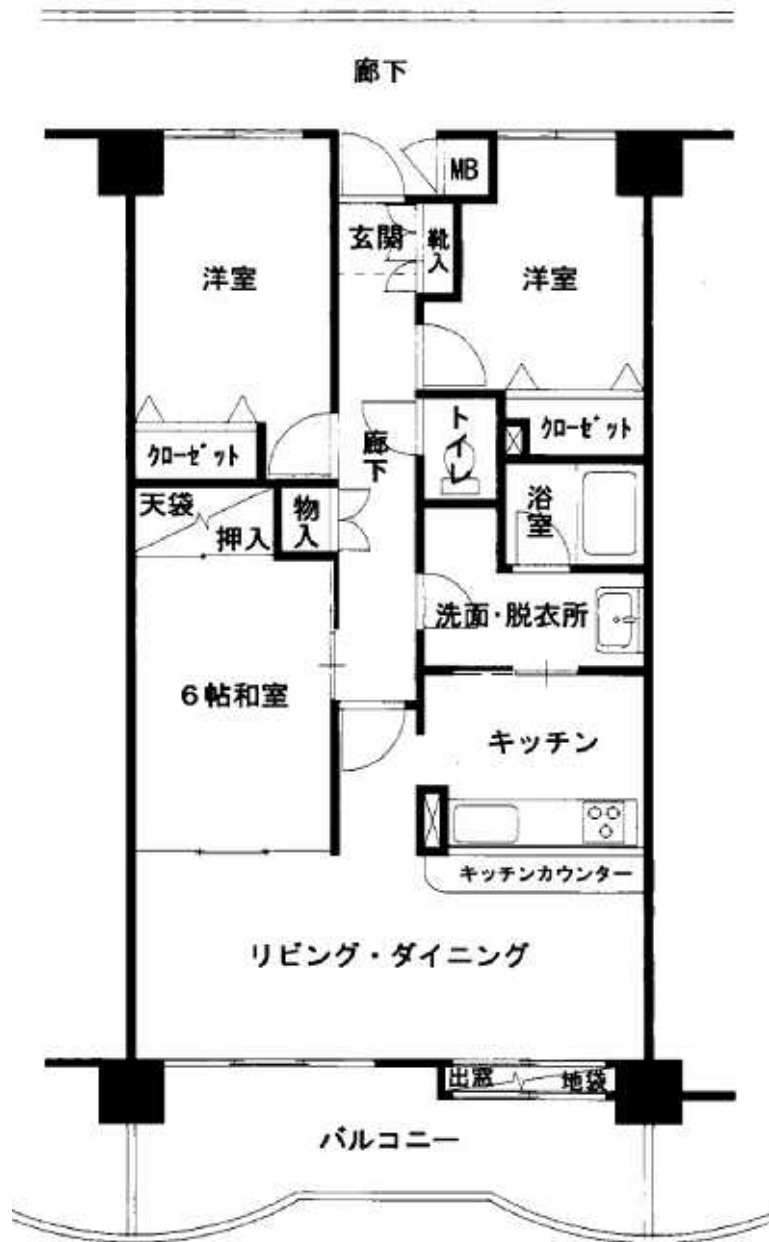 廊下
MB
玄関
靴入
洋室
洋室
トイレ
クローゼット
クローゼット
廊下
天袋
押入
物入
浴室
洗面・脱衣所
6帖和室
キッチン
キッチンカウンター
リビング・ダイニング
出窓
地袋
バルコニー